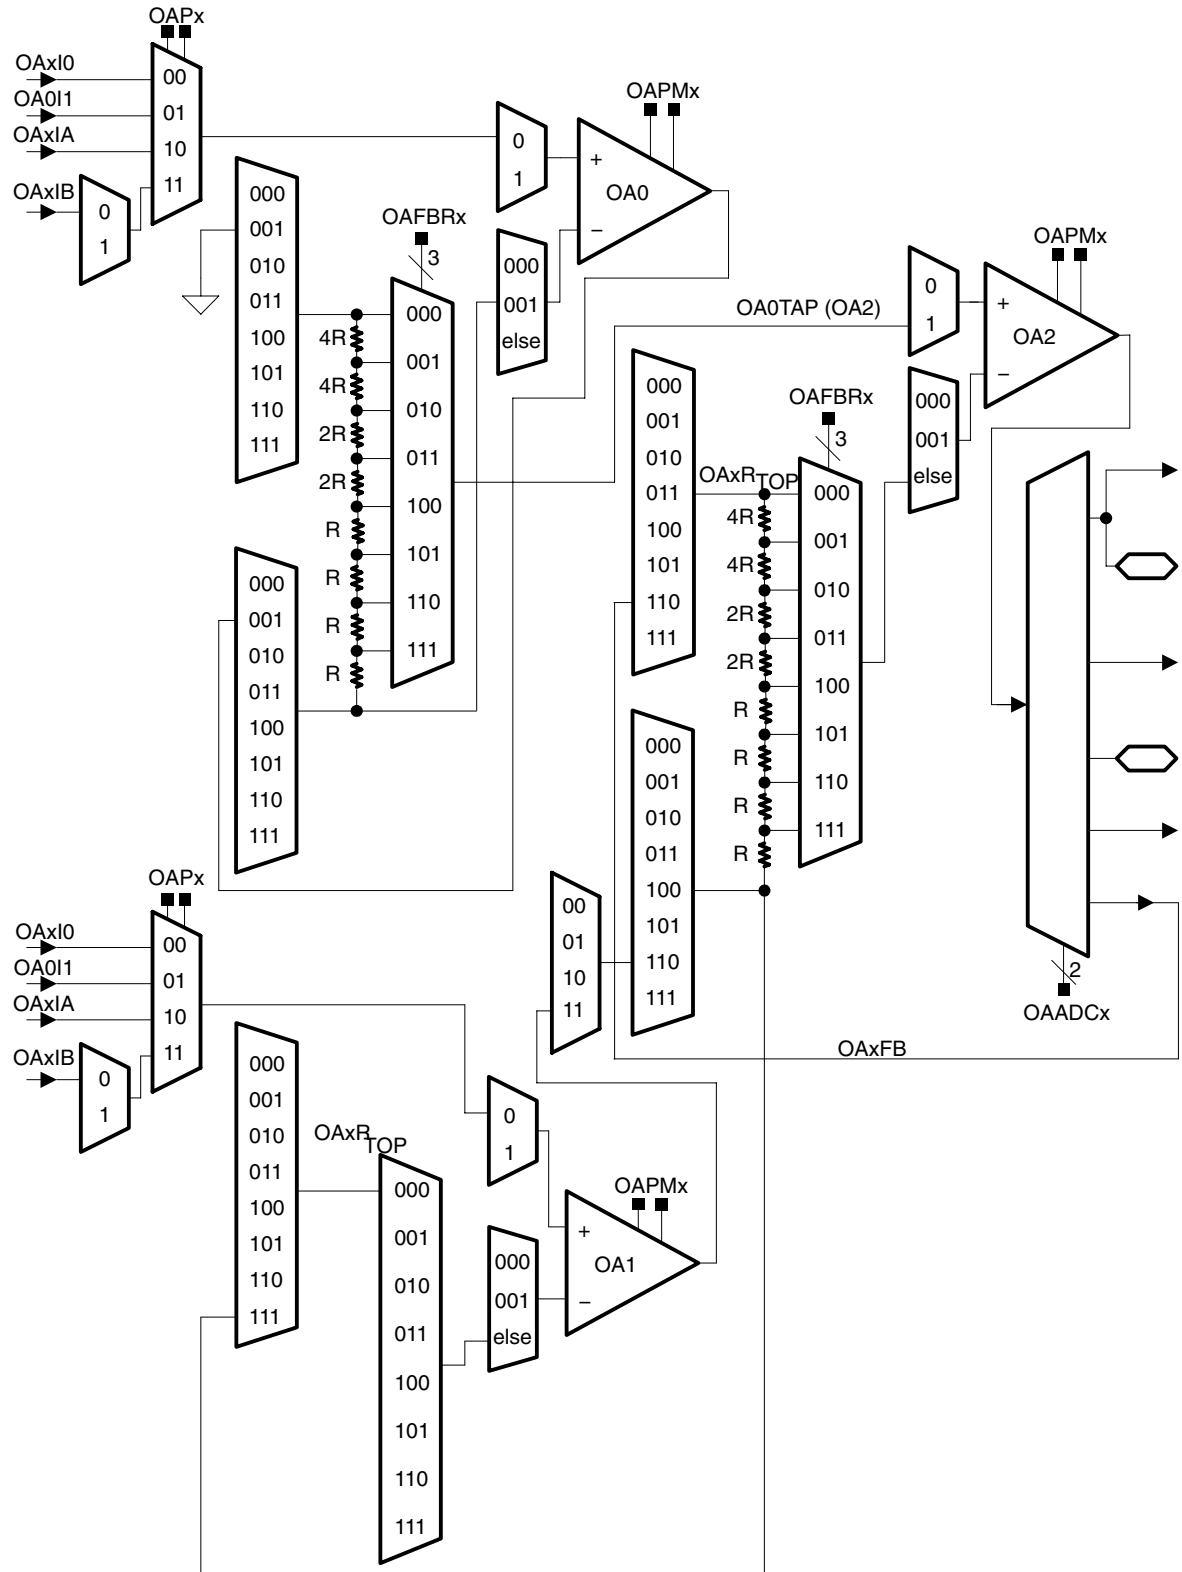 OAPx
OAxI0
OA0I1
OAxIA
OAxIB
00
01
10
11
0
1
000
001
010
011
100
101
110
111
4R
4R
2R
2R
R
R
R
R
OAFBRx
3
000
001
010
011
100
101
110
111
000
001
010
011
100
101
110
111
0
1
000
001
else
OAPMx
+
OA0
−
OA0TAP (OA2)
0
1
000
001
else
OAPMx
+
OA2
−
000
001
010
011
100
101
110
111
OAxRTOP
4R
4R
2R
2R
R
R
R
R
OAFBRx
3
000
001
010
011
100
101
110
111
000
001
010
011
100
101
110
111
00
01
10
11
2
OAADCx
OAxFB
OAPx
OAxI0
OA0I1
OAxIA
OAxIB
00
01
10
11
0
1
000
001
010
011
100
101
110
111
OAxRTOP
000
001
010
011
100
101
110
111
0
1
000
001
else
OAPMx
+
OA1
−